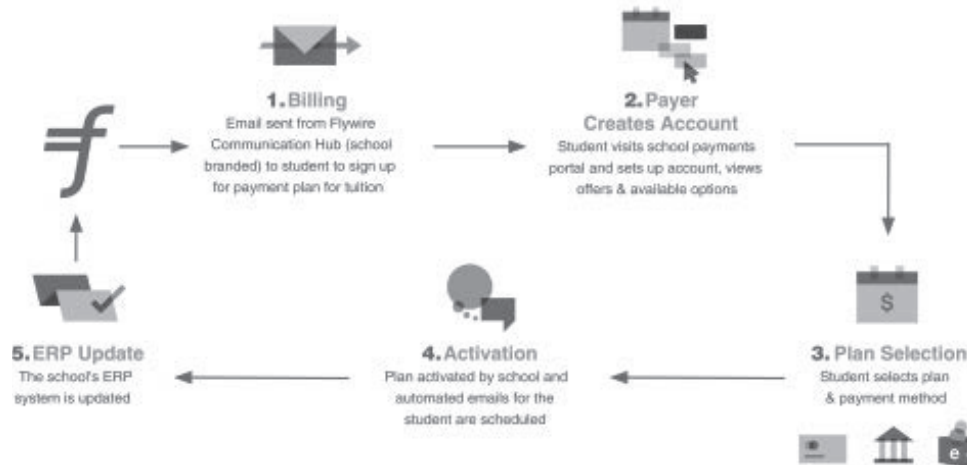 1. Billing
Email sent from Flywire
Communication Hub (school
branded) to student to sign up
for payment plan for tuition
2. Payer
Creates Account
Student visits school payments
portal and sets up account, views
offers & available options
$
3. Plan Selection
Student selects plan
& payment method
e
4. Activation
Plan activated by school and
automated emails for the
student are scheduled
5. ERP Update
The school's ERP
system is updated